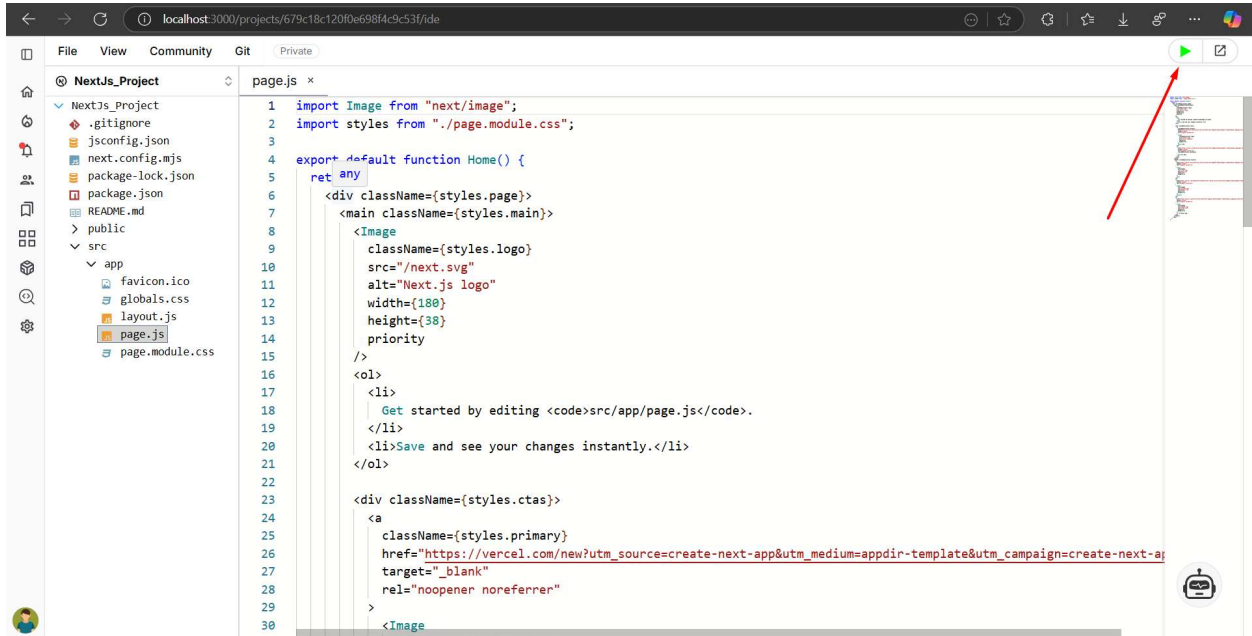 localhost:3000/projects/679c18c120f0e698f4c9c53f/ide
File View Community Git Private
NextJs_Project
page.js ×
NextJs_Project
.gitignore
jsconfig.json
next.config.mjs
package-lock.json
package.json
README.md
public
src
app
favicon.ico
globals.css
layout.js
page.js
page.module.css
1 import Image from "next/image";
2 import styles from "./page.module.css";
3
4 export default function Home() {
5 ret any
6 <div className={styles.page}>
7 <main className={styles.main}>
8 <Image
9 className={styles.logo}
10 src="/next.svg"
11 alt="Next.js logo"
12 width={180}
13 height={38}
14 priority
15 />
16 <ol>
17 <li>
18 Get started by editing <code>src/app/page.js</code>.
19 </li>
20 <li>Save and see your changes instantly.</li>
21 </ol>
22
23 <div className={styles.ctas}>
24 <a
25 className={styles.primary}
26 href="https://vercel.com/new?utm_source=create-next-app&utm_medium=appdir-template&utm_campaign=create-next-ap
27 target="_blank"
28 rel="noopener noreferrer"
29 >
30 <Image